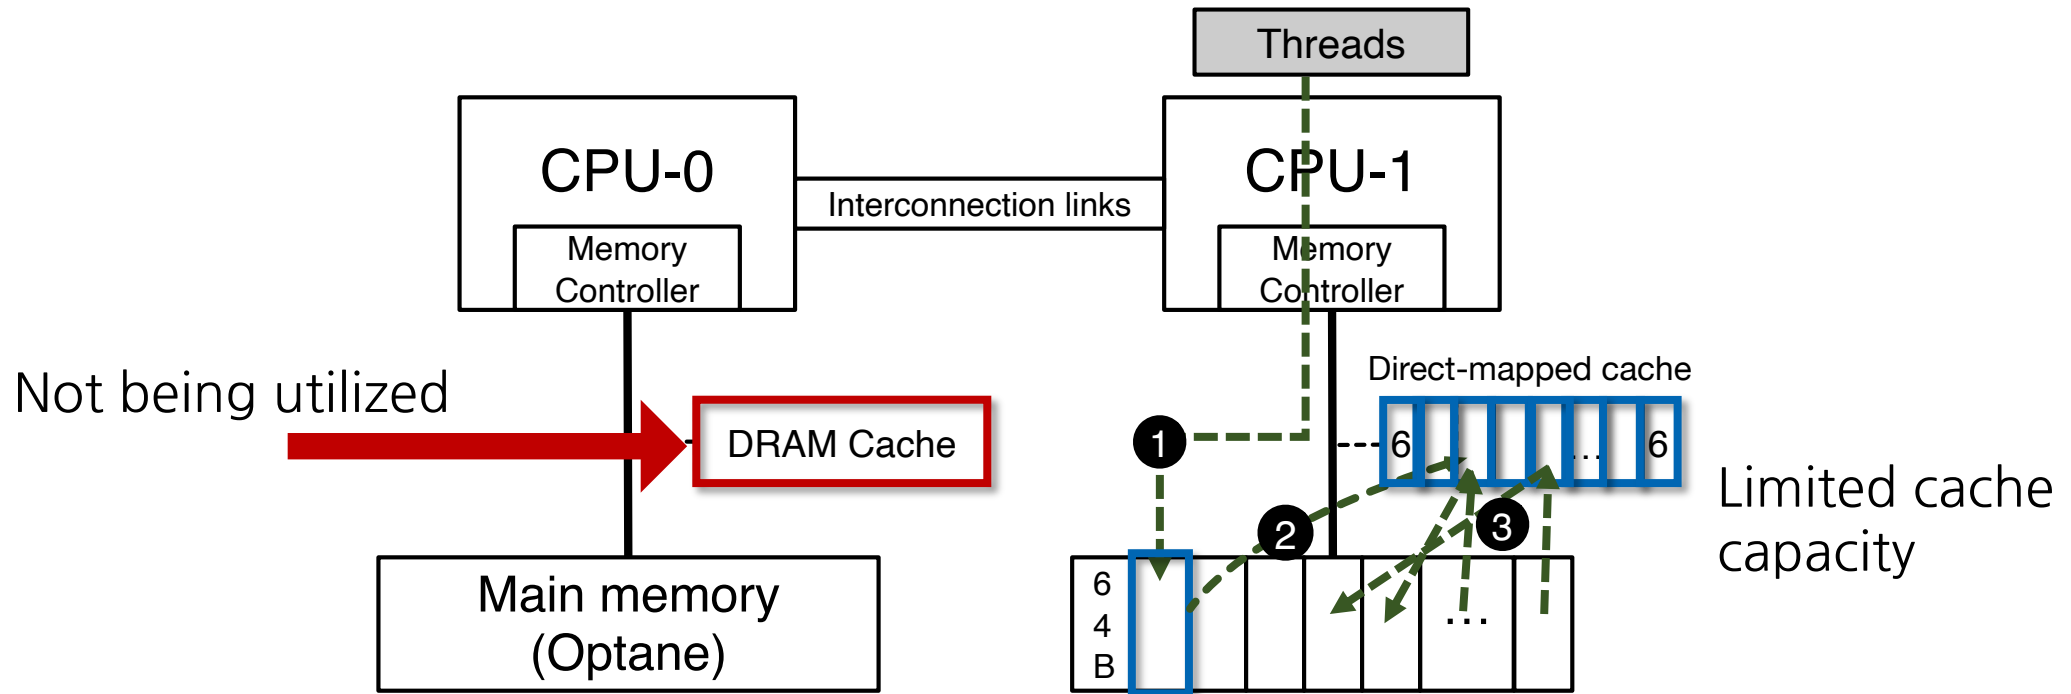 Threads
CPU-0
CPU-1
Interconnection links
Memory
Controller
Memory
Controller
Direct-mapped cache
Not being utilized
DRAM Cache
1
6
...
6
Limited cache
capacity
2
3
Main memory
(Optane)
6
4
B
...